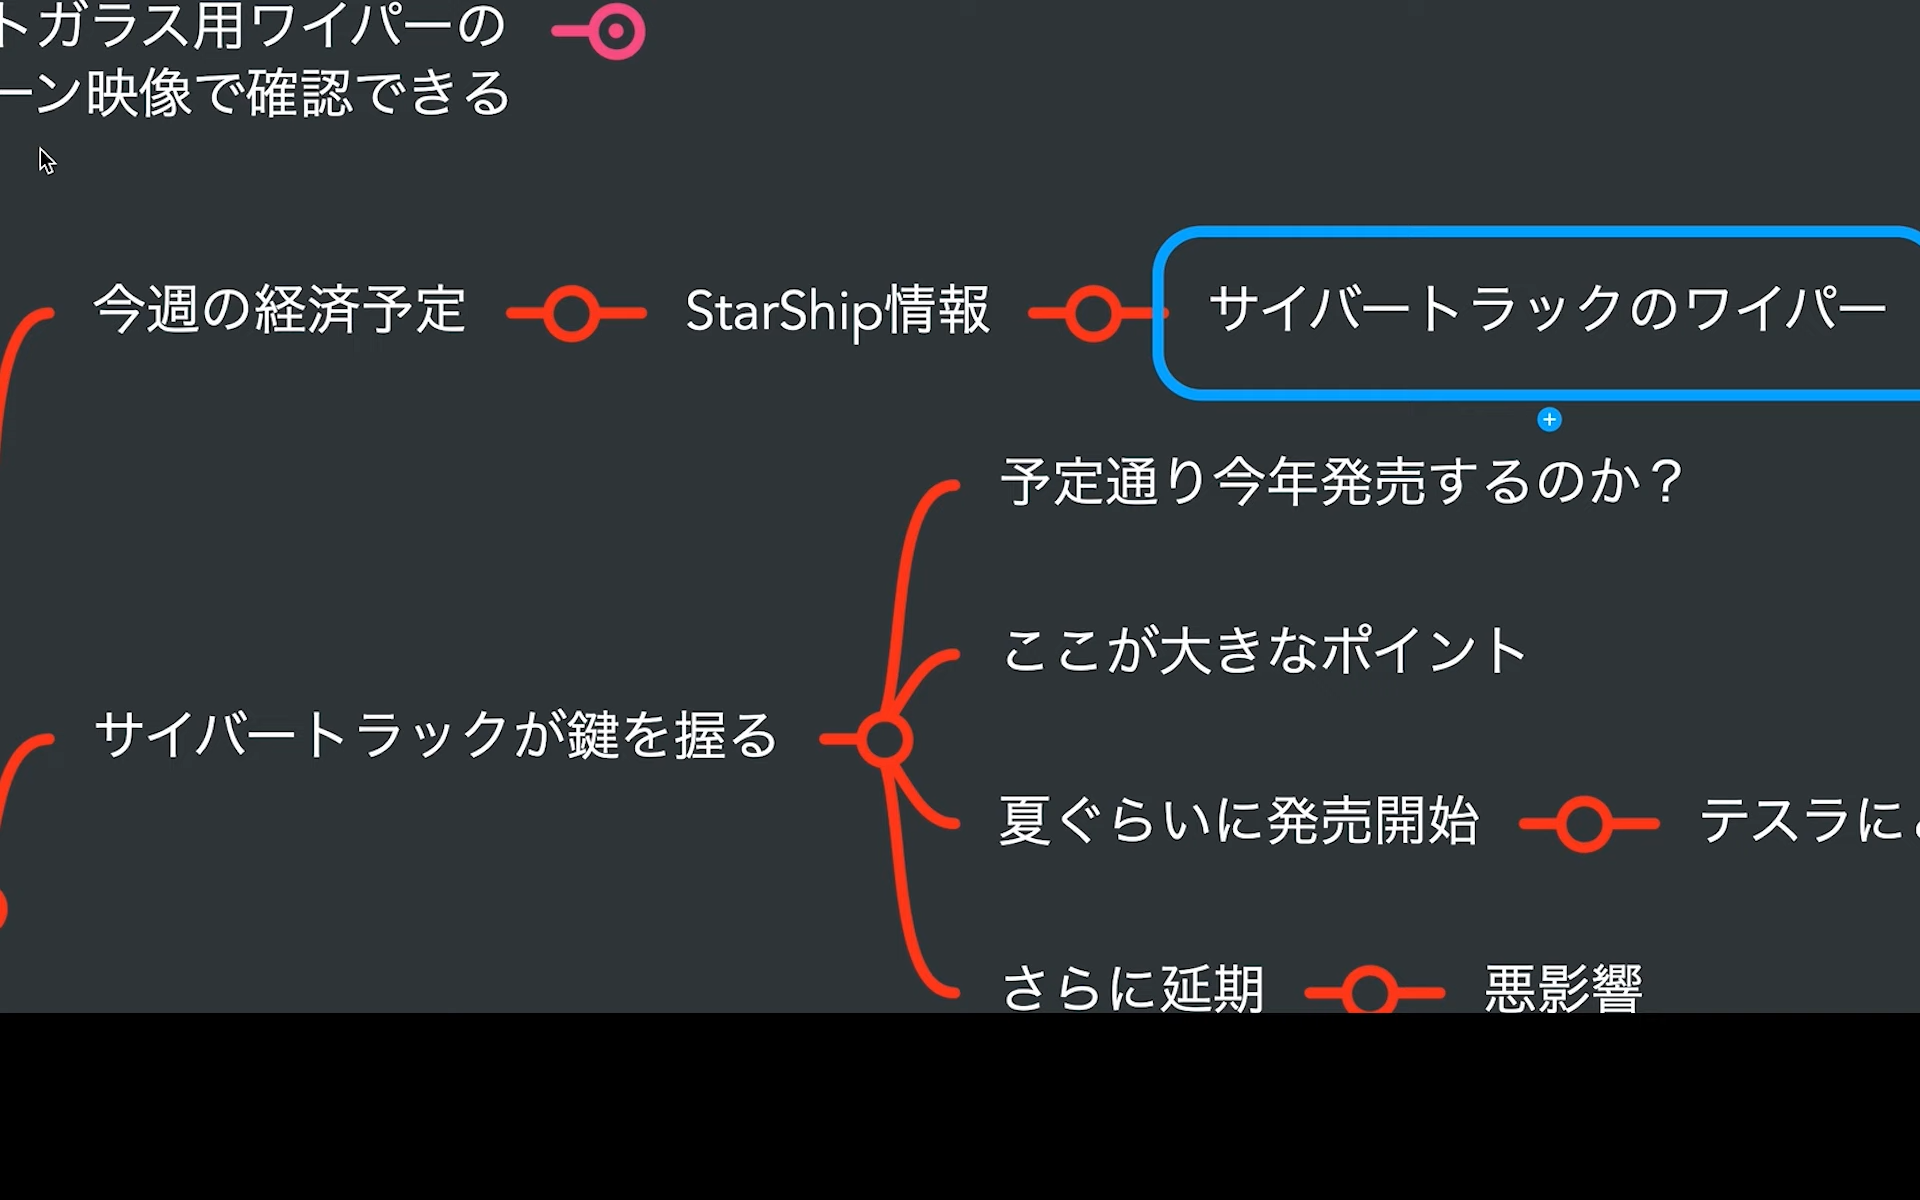 トガラス用ワイパーの
ーン映像で確認できる
今週の経済予定
StarShip情報
サイバートラックのワイパー
予定通り今年発売するのか？
ここが大きなポイント
サイバートラックが鍵を握る
夏ぐらいに発売開始
テスラに
さらに延期
悪影響